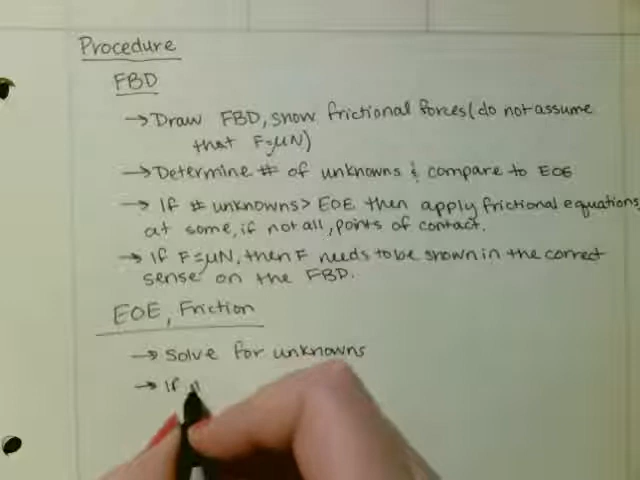 Procedure
FBD
→ Draw FBD, show frictional forces (do not assume
that F=μN)
→ Determine # of unknowns & compare to EOE
→ If # unknowns > EOE then apply frictional equations
at some, if not all, points of contact.
→ If F=μN, then F needs to be shown in the correct
sense on the FBD.
EOE, Friction
→ Solve for unknowns
→ If